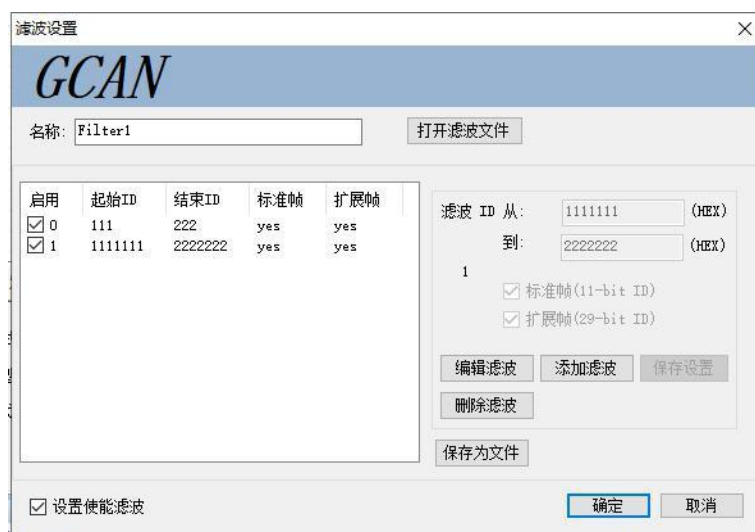 滤波设置
GCAN
名称: Filter1 打开滤波文件
启用 起始ID 结束ID 标准帧 扩展帧
0 111 222 yes yes
1 1111111 2222222 yes yes
滤波 ID 从: 1111111 (HEX)
到: 2222222 (HEX)
1
标准帧(11-bit ID)
扩展帧(29-bit ID)
编辑滤波 添加滤波 保存设置
删除滤波
保存为文件
设置使能滤波 确定 取消